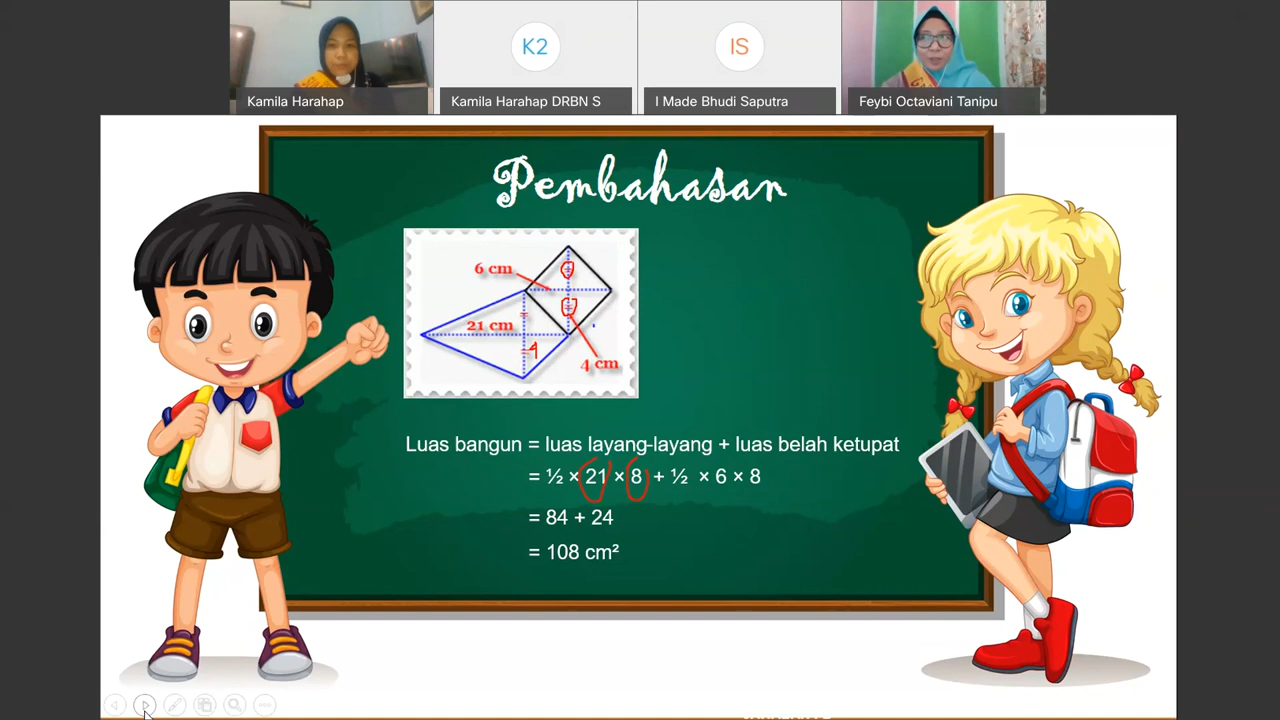 K2
IS
Kamila Harahap
Kamila Harahap DRBN S
I Made Bhudi Saputra
Feybi Octaviani Tanipu
Pembahasan
6 cm
21 cm
4
4 cm
Luas bangun = luas layang-layang + luas belah ketupat
= ½ × 21 × 8 + ½ × 6 × 8
= 84 + 24
= 108 cm²